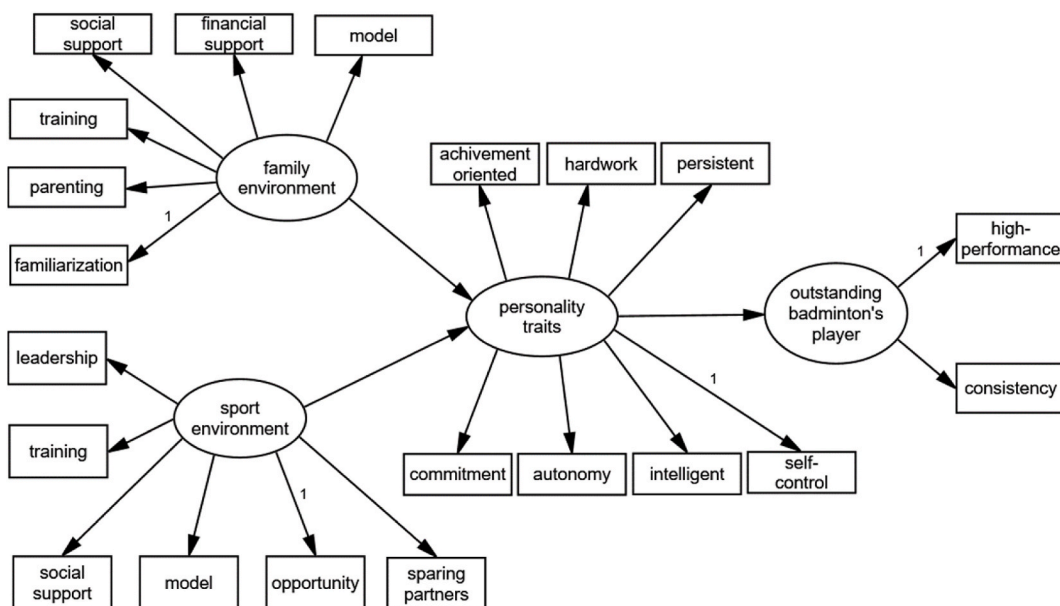 social
support
financial
support
model
training
family
environment
parenting
1
familiarization
achivement
oriented
hardwork
persistent
high-
performance
1
personality
traits
outstanding
badminton's
player
leadership
sport
environment
1
consistency
training
commitment
autonomy
intelligent
self-
control
1
social
support
model
opportunity
sparing
partners